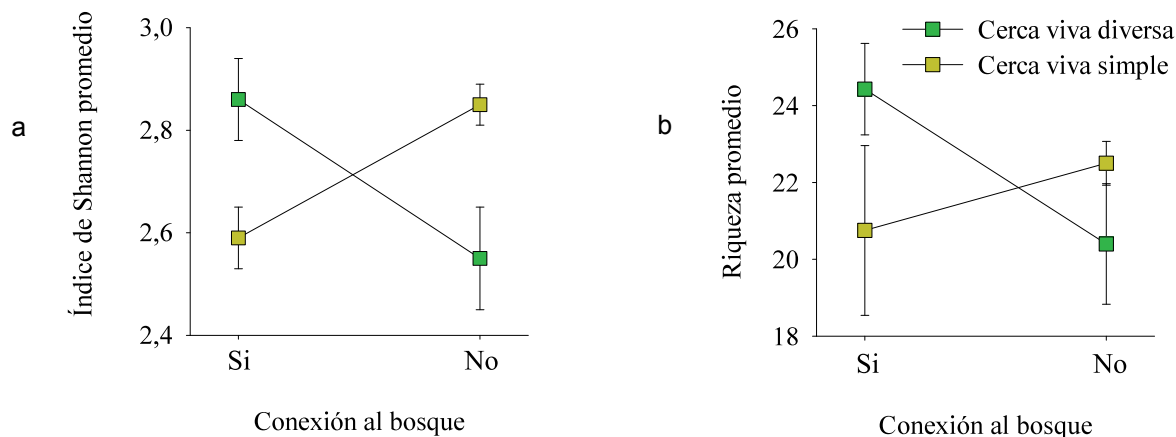 a
Índice de Shannon promedio
3,0
2,8
2,6
2,4
Si
No
Conexión al bosque
b
Riqueza promedio
26
24
22
20
18
Cerca viva diversa
Cerca viva simple
Si
No
Conexión al bosque